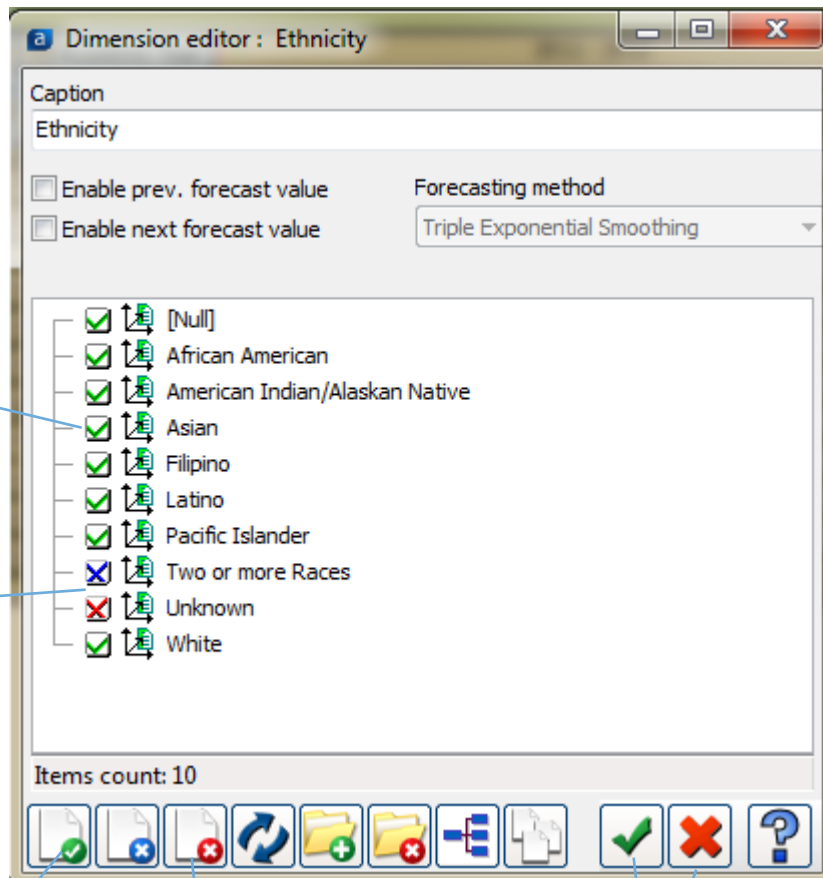 a Dimension editor : Ethnicity
Caption
Ethnicity
Enable prev. forecast value Forecasting method
Enable next forecast value Triple Exponential Smoothing
[Null]
African American
American Indian/Alaskan Native
Asian
Filipino
Latino
Pacific Islander
Two or more Races
Unknown
White
Items count: 10
?